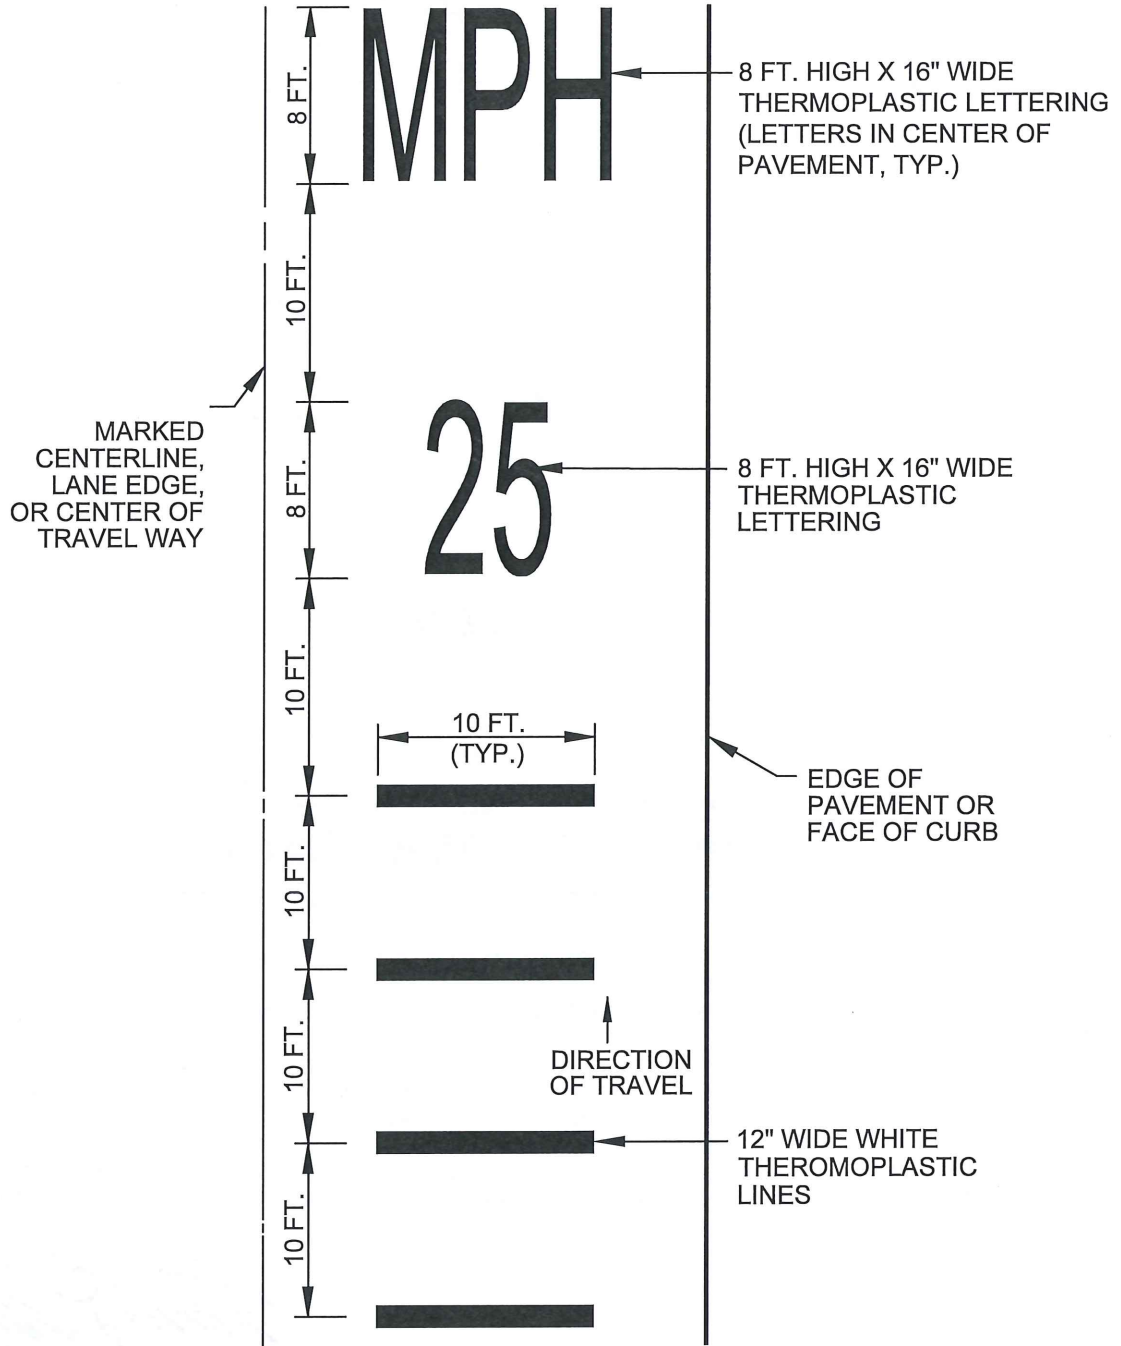 MPH
8 FT.
8 FT. HIGH X 16" WIDE
THERMOPLASTIC LETTERING
(LETTERS IN CENTER OF
PAVEMENT, TYP.)
10 FT.
MARKED
CENTERLINE,
LANE EDGE,
OR CENTER OF
TRAVEL WAY
25
8 FT.
8 FT. HIGH X 16" WIDE
THERMOPLASTIC
LETTERING
10 FT.
10 FT.
(TYP.)
EDGE OF
PAVEMENT OR
FACE OF CURB
10 FT.
DIRECTION
OF TRAVEL
10 FT.
12" WIDE WHITE
THEROMOPLASTIC
LINES
10 FT.